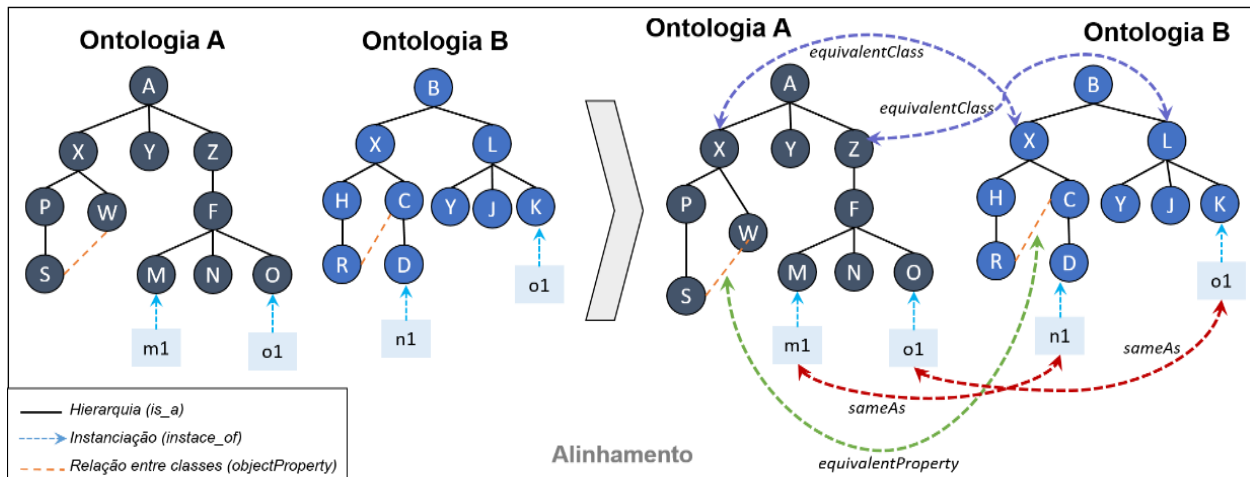 Ontologia A
Ontologia B
A
X
Y
Z
P
W
F
S
M
N
O
m1
o1
B
X
L
H
C
Y
J
K
R
D
n1
o1
Ontologia A
Ontologia B
equivalentClass
equivalentClass
A
X
Y
Z
P
W
F
S
M
N
O
m1
o1
B
X
L
H
C
Y
J
K
R
D
n1
o1
sameAs
sameAs
equivalentProperty
Hierarquia (is_a)
Instanciação (instace_of)
Relação entre classes (objectProperty)
Alinhamento